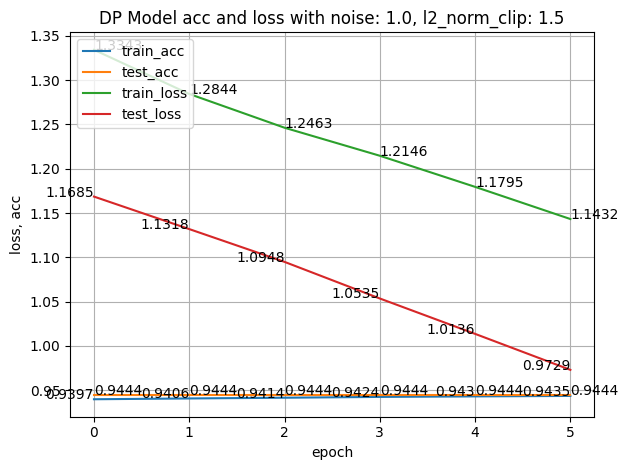 DP Model acc and loss with noise: 1.0, l2_norm_clip: 1.5
loss, acc
1.35
1.30
1.25
1.20
1.15
1.10
1.05
1.00
0.95
train_acc
test_acc
train_loss
test_loss
1.3343
1.2844
1.2463
1.2146
1.1795
1.1432
1.1685
1.1318
1.0948
1.0535
1.0136
0.9729
0.9397 0.9444 0.9406 0.9444 0.9414 0.9444 0.9424 0.9444 0.943 0.9444 0.9435 0.9444
0 1 2 3 4 5
epoch